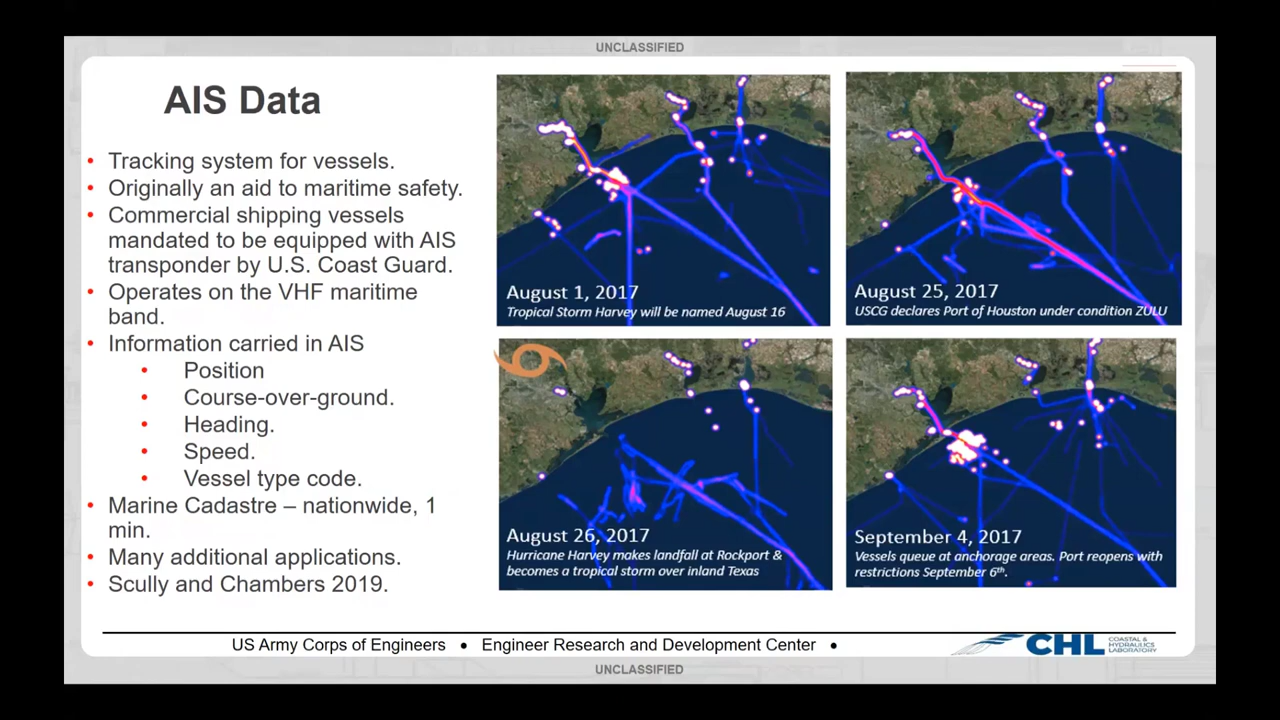 UNCLASSIFIED
AIS Data
• Tracking system for vessels.
• Originally an aid to maritime safety.
• Commercial shipping vessels
mandated to be equipped with AIS
transponder by U.S. Coast Guard.
• Operates on the VHF maritime
band.
• Information carried in AIS
• Position
• Course-over-ground.
• Heading.
• Speed.
• Vessel type code.
• Marine Cadastre – nationwide, 1
min.
• Many additional applications.
• Scully and Chambers 2019.
August 1, 2017
Tropical Storm Harvey will be named August 16
August 25, 2017
USCG declares Port of Houston under condition ZULU
August 26, 2017
Hurricane Harvey makes landfall at Rockport &
becomes a tropical storm over inland Texas
September 4, 2017
Vessels queue at anchorage areas. Port reopens with
restrictions September 6th.
US Army Corps of Engineers • Engineer Research and Development Center •
CHL COASTAL &
HYDRAULICS
LABORATORY
UNCLASSIFIED